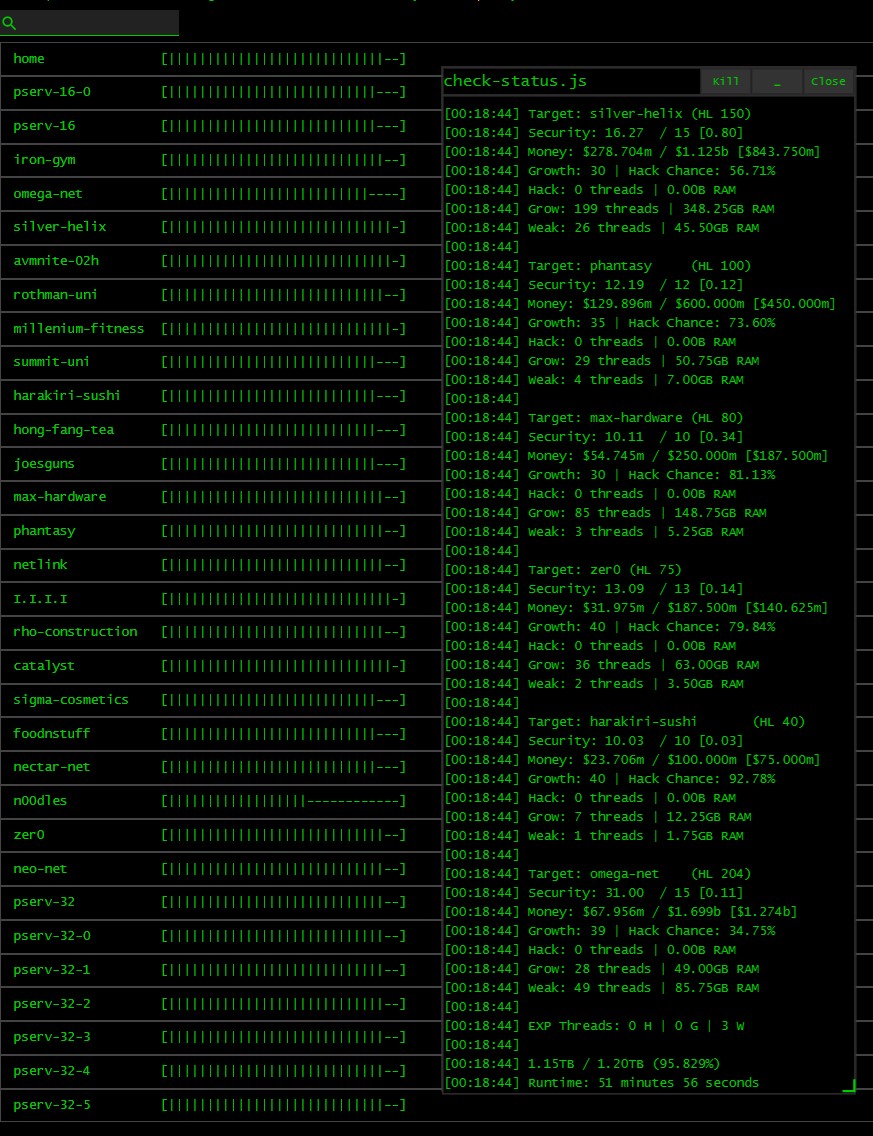 home [||||||||||||||||||||||||||||--]
pserv-16-0 [|||||||||||||||||||||||||||---]
pserv-16 [|||||||||||||||||||||||||||---]
iron-gym [||||||||||||||||||||||||||||--]
omega-net [||||||||||||||||||||||||||----]
silver-helix [|||||||||||||||||||||||||||||-]
avmnite-02h [|||||||||||||||||||||||||||||-]
rothman-uni [||||||||||||||||||||||||||||--]
millenium-fitness [|||||||||||||||||||||||||||||-]
summit-uni [|||||||||||||||||||||||||||---]
harakiri-sushi [|||||||||||||||||||||||||||---]
hong-fang-tea [|||||||||||||||||||||||||||---]
joesguns [|||||||||||||||||||||||||||---]
max-hardware [||||||||||||||||||||||||||||--]
phantasy [||||||||||||||||||||||||||||--]
netlink [||||||||||||||||||||||||||||--]
I.I.I.I [|||||||||||||||||||||||||||||-]
rho-construction [||||||||||||||||||||||||||||--]
catalyst [|||||||||||||||||||||||||||||-]
sigma-cosmetics [|||||||||||||||||||||||||||---]
foodnstuff [|||||||||||||||||||||||||||---]
nectar-net [|||||||||||||||||||||||||||---]
n00dles [||||||||||||||||||------------]
zer0 [||||||||||||||||||||||||||||--]
neo-net [||||||||||||||||||||||||||||--]
pserv-32 [||||||||||||||||||||||||||||--]
pserv-32-0 [||||||||||||||||||||||||||||--]
pserv-32-1 [||||||||||||||||||||||||||||--]
pserv-32-2 [||||||||||||||||||||||||||||--]
pserv-32-3 [||||||||||||||||||||||||||||--]
pserv-32-4 [||||||||||||||||||||||||||||--]
pserv-32-5 [||||||||||||||||||||||||||||--]
check-status.js Kill _ Close
[00:18:44] Target: silver-helix (HL 150)
[00:18:44] Security: 16.27 / 15 [0.80]
[00:18:44] Money: $278.704m / $1.125b [$843.750m]
[00:18:44] Growth: 30 | Hack Chance: 56.71%
[00:18:44] Hack: 0 threads | 0.00B RAM
[00:18:44] Grow: 199 threads | 348.25GB RAM
[00:18:44] Weak: 26 threads | 45.50GB RAM
[00:18:44]
[00:18:44] Target: phantasy (HL 100)
[00:18:44] Security: 12.19 / 12 [0.12]
[00:18:44] Money: $129.896m / $600.000m [$450.000m]
[00:18:44] Growth: 35 | Hack Chance: 73.60%
[00:18:44] Hack: 0 threads | 0.00B RAM
[00:18:44] Grow: 29 threads | 50.75GB RAM
[00:18:44] Weak: 4 threads | 7.00GB RAM
[00:18:44]
[00:18:44] Target: max-hardware (HL 80)
[00:18:44] Security: 10.11 / 10 [0.34]
[00:18:44] Money: $54.745m / $250.000m [$187.500m]
[00:18:44] Growth: 30 | Hack Chance: 81.13%
[00:18:44] Hack: 0 threads | 0.00B RAM
[00:18:44] Grow: 85 threads | 148.75GB RAM
[00:18:44] Weak: 3 threads | 5.25GB RAM
[00:18:44]
[00:18:44] Target: zer0 (HL 75)
[00:18:44] Security: 13.09 / 13 [0.14]
[00:18:44] Money: $31.975m / $187.500m [$140.625m]
[00:18:44] Growth: 40 | Hack Chance: 79.84%
[00:18:44] Hack: 0 threads | 0.00B RAM
[00:18:44] Grow: 36 threads | 63.00GB RAM
[00:18:44] Weak: 2 threads | 3.50GB RAM
[00:18:44]
[00:18:44] Target: harakiri-sushi (HL 40)
[00:18:44] Security: 10.03 / 10 [0.03]
[00:18:44] Money: $23.706m / $100.000m [$75.000m]
[00:18:44] Growth: 40 | Hack Chance: 92.78%
[00:18:44] Hack: 0 threads | 0.00B RAM
[00:18:44] Grow: 7 threads | 12.25GB RAM
[00:18:44] Weak: 1 threads | 1.75GB RAM
[00:18:44]
[00:18:44] Target: omega-net (HL 204)
[00:18:44] Security: 31.00 / 15 [0.11]
[00:18:44] Money: $67.956m / $1.699b [$1.274b]
[00:18:44] Growth: 39 | Hack Chance: 34.75%
[00:18:44] Hack: 0 threads | 0.00B RAM
[00:18:44] Grow: 28 threads | 49.00GB RAM
[00:18:44] Weak: 49 threads | 85.75GB RAM
[00:18:44]
[00:18:44] EXP Threads: 0 H | 0 G | 3 W
[00:18:44]
[00:18:44] 1.15TB / 1.20TB (95.829%)
[00:18:44] Runtime: 51 minutes 56 seconds